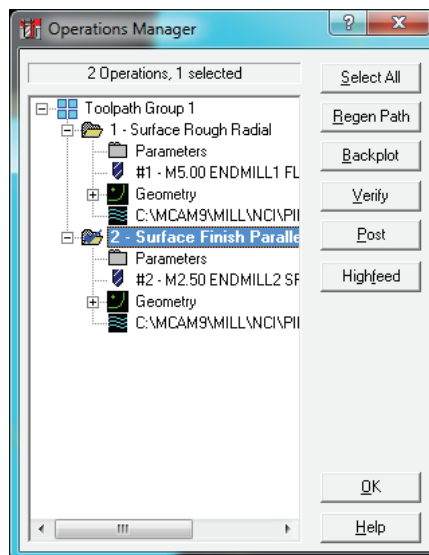 Operations Manager
2 Operations, 1 selected
Toolpath Group 1
1 - Surface Rough Radial
Parameters
#1 - M5.00 ENDMILL1 FL
Geometry
C:\MCAM9\MILL\NCI\PII
2 - Surface Finish Paralle
Parameters
#2 - M2.50 ENDMILL2 SF
Geometry
C:\MCAM9\MILL\NCI\PII
Select All
Regen Path
Backplot
Verify
Post
Highfeed
OK
Help